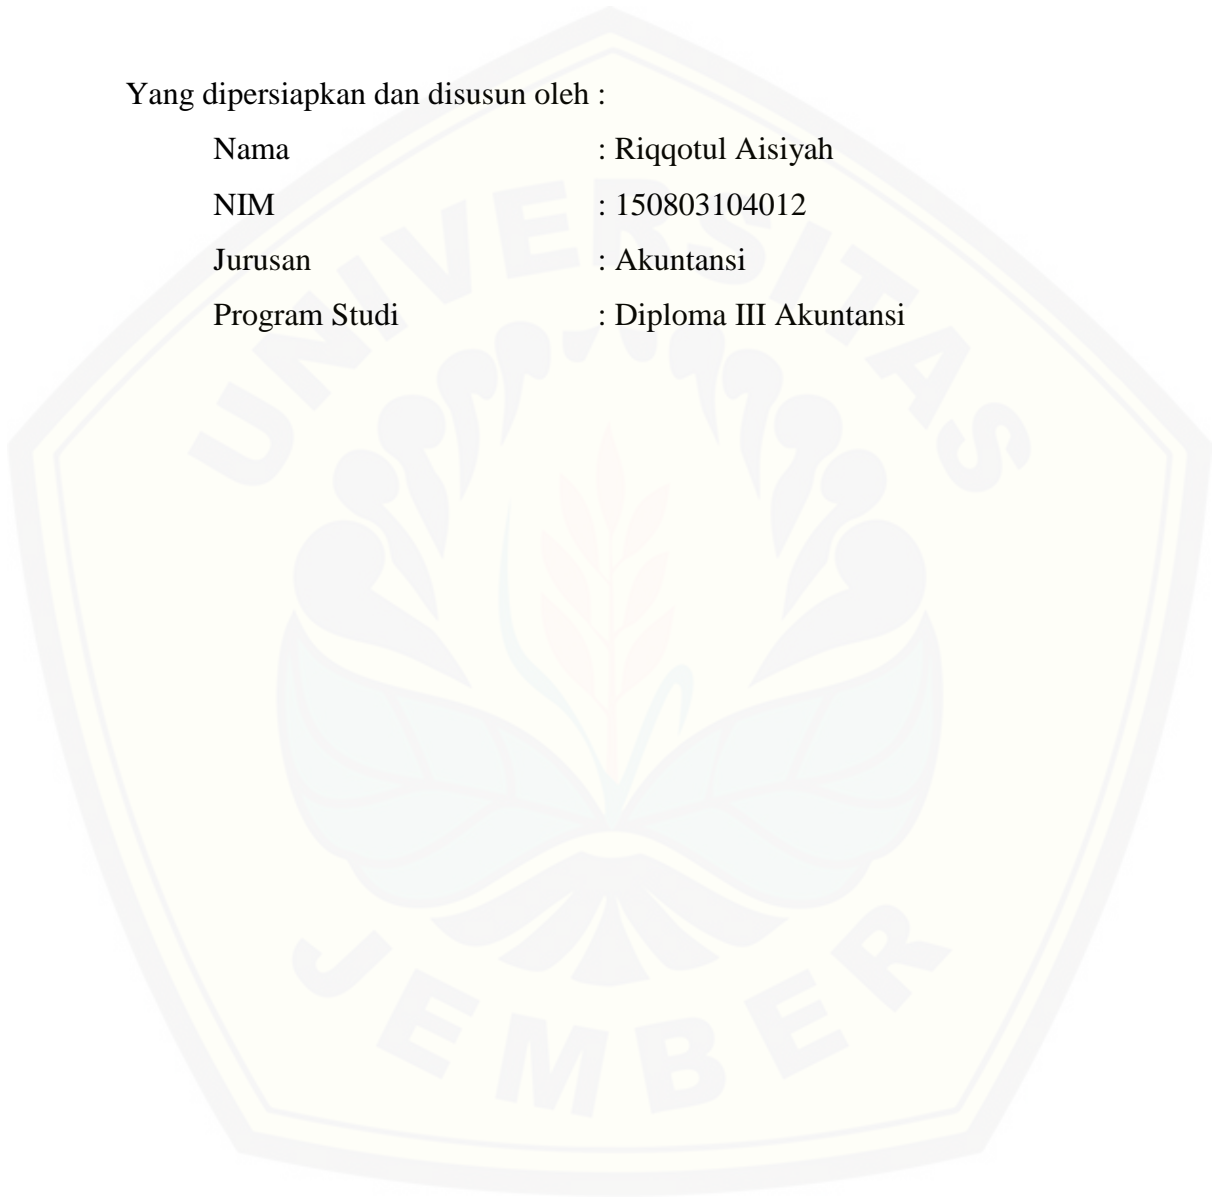 Yang dipersiapkan dan disusun oleh :
Nama : Riqqotul Aisiyah
NIM : 150803104012
Jurusan : Akuntansi
Program Studi : Diploma III Akuntansi
UNIVERSITAS
JEMBER